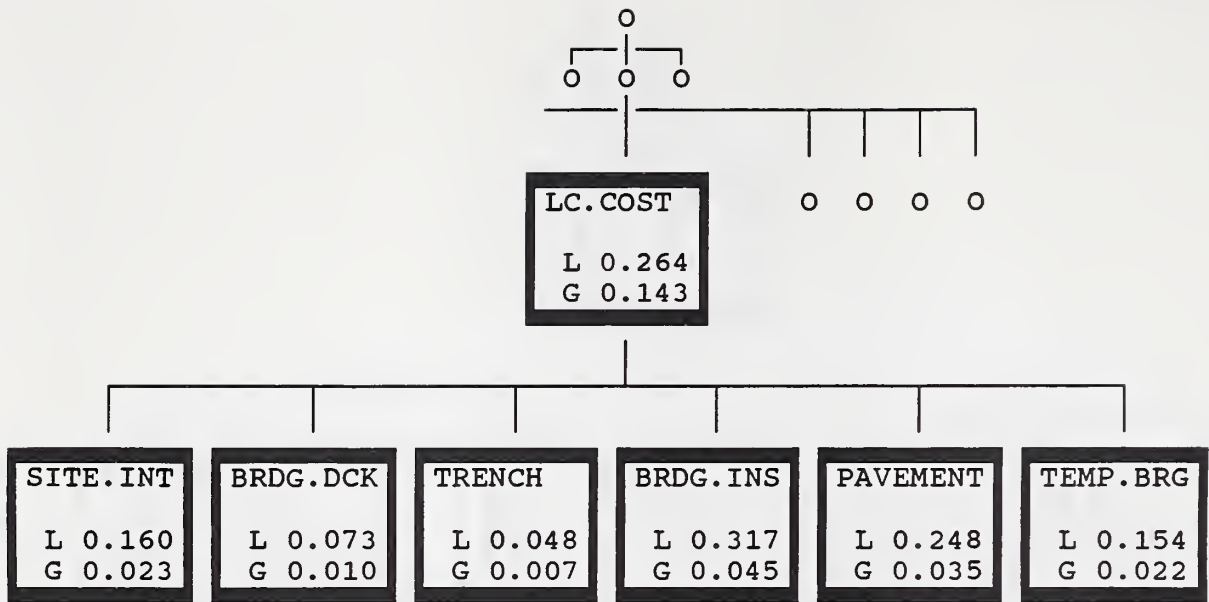 LC.COST
L 0.264
G 0.143
SITE.INT
L 0.160
G 0.023
BRDG.DCK
L 0.073
G 0.010
TRENCH
L 0.048
G 0.007
BRDG.INS
L 0.317
G 0.045
PAVEMENT
L 0.248
G 0.035
TEMP.BRG
L 0.154
G 0.022